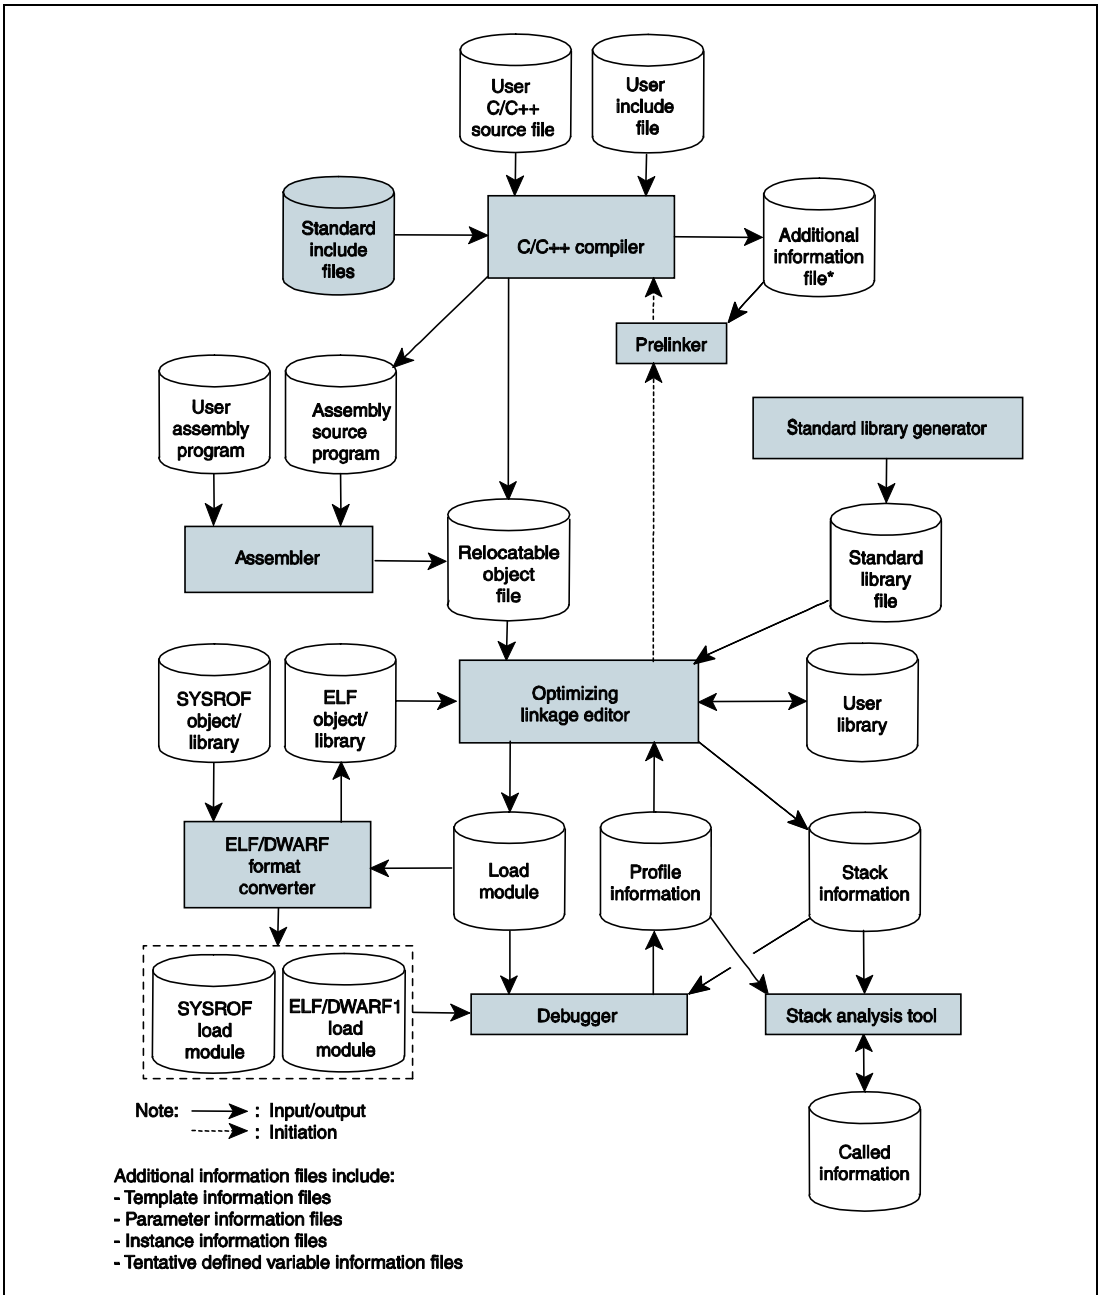 User
C/C++
source file
User
include
file
Standard
include
files
C/C++ compiler
Additional
information
file*
Prelinker
User
assembly
program
Assembly
source
program
Standard library generator
Assembler
Relocatable
object
file
Standard
library
file
SYSROF
object/
library
ELF
object/
library
Optimizing
linkage editor
User
library
ELF/DWARF
format
converter
Load
module
Profile
information
Stack
information
SYSROF
load
module
ELF/DWARF1
load
module
Debugger
Stack analysis tool
Called
information
Note: : Input/output
: Initiation
Additional information files include:
- Template information files
- Parameter information files
- Instance information files
- Tentative defined variable information files